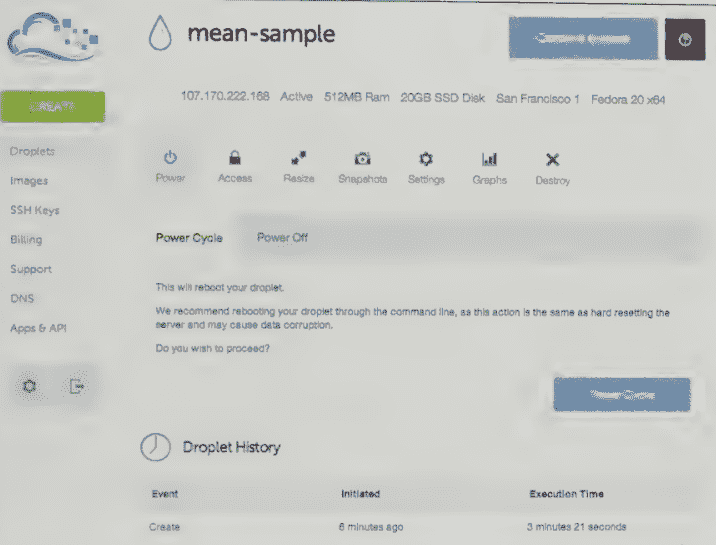 mean-sample
107.170.222.168 Active 512MB Ram 20GB SSD Disk San Francisco 1 Fedora 20 x64
CREATE
Droplets
Images
SSH Keys
Billing
Support
DNS
Apps & API
Power Access Resize Snapshots Settings Graphs Destroy
Power Cycle Power Off
This will reboot your droplet.
We recommend rebooting your droplet through the command line, as this action is the same as hard resetting the
server and may cause data corruption.
Do you wish to proceed?
Droplet History
Event Initiated Execution Time
Create 6 minutes ago 3 minutes 21 seconds